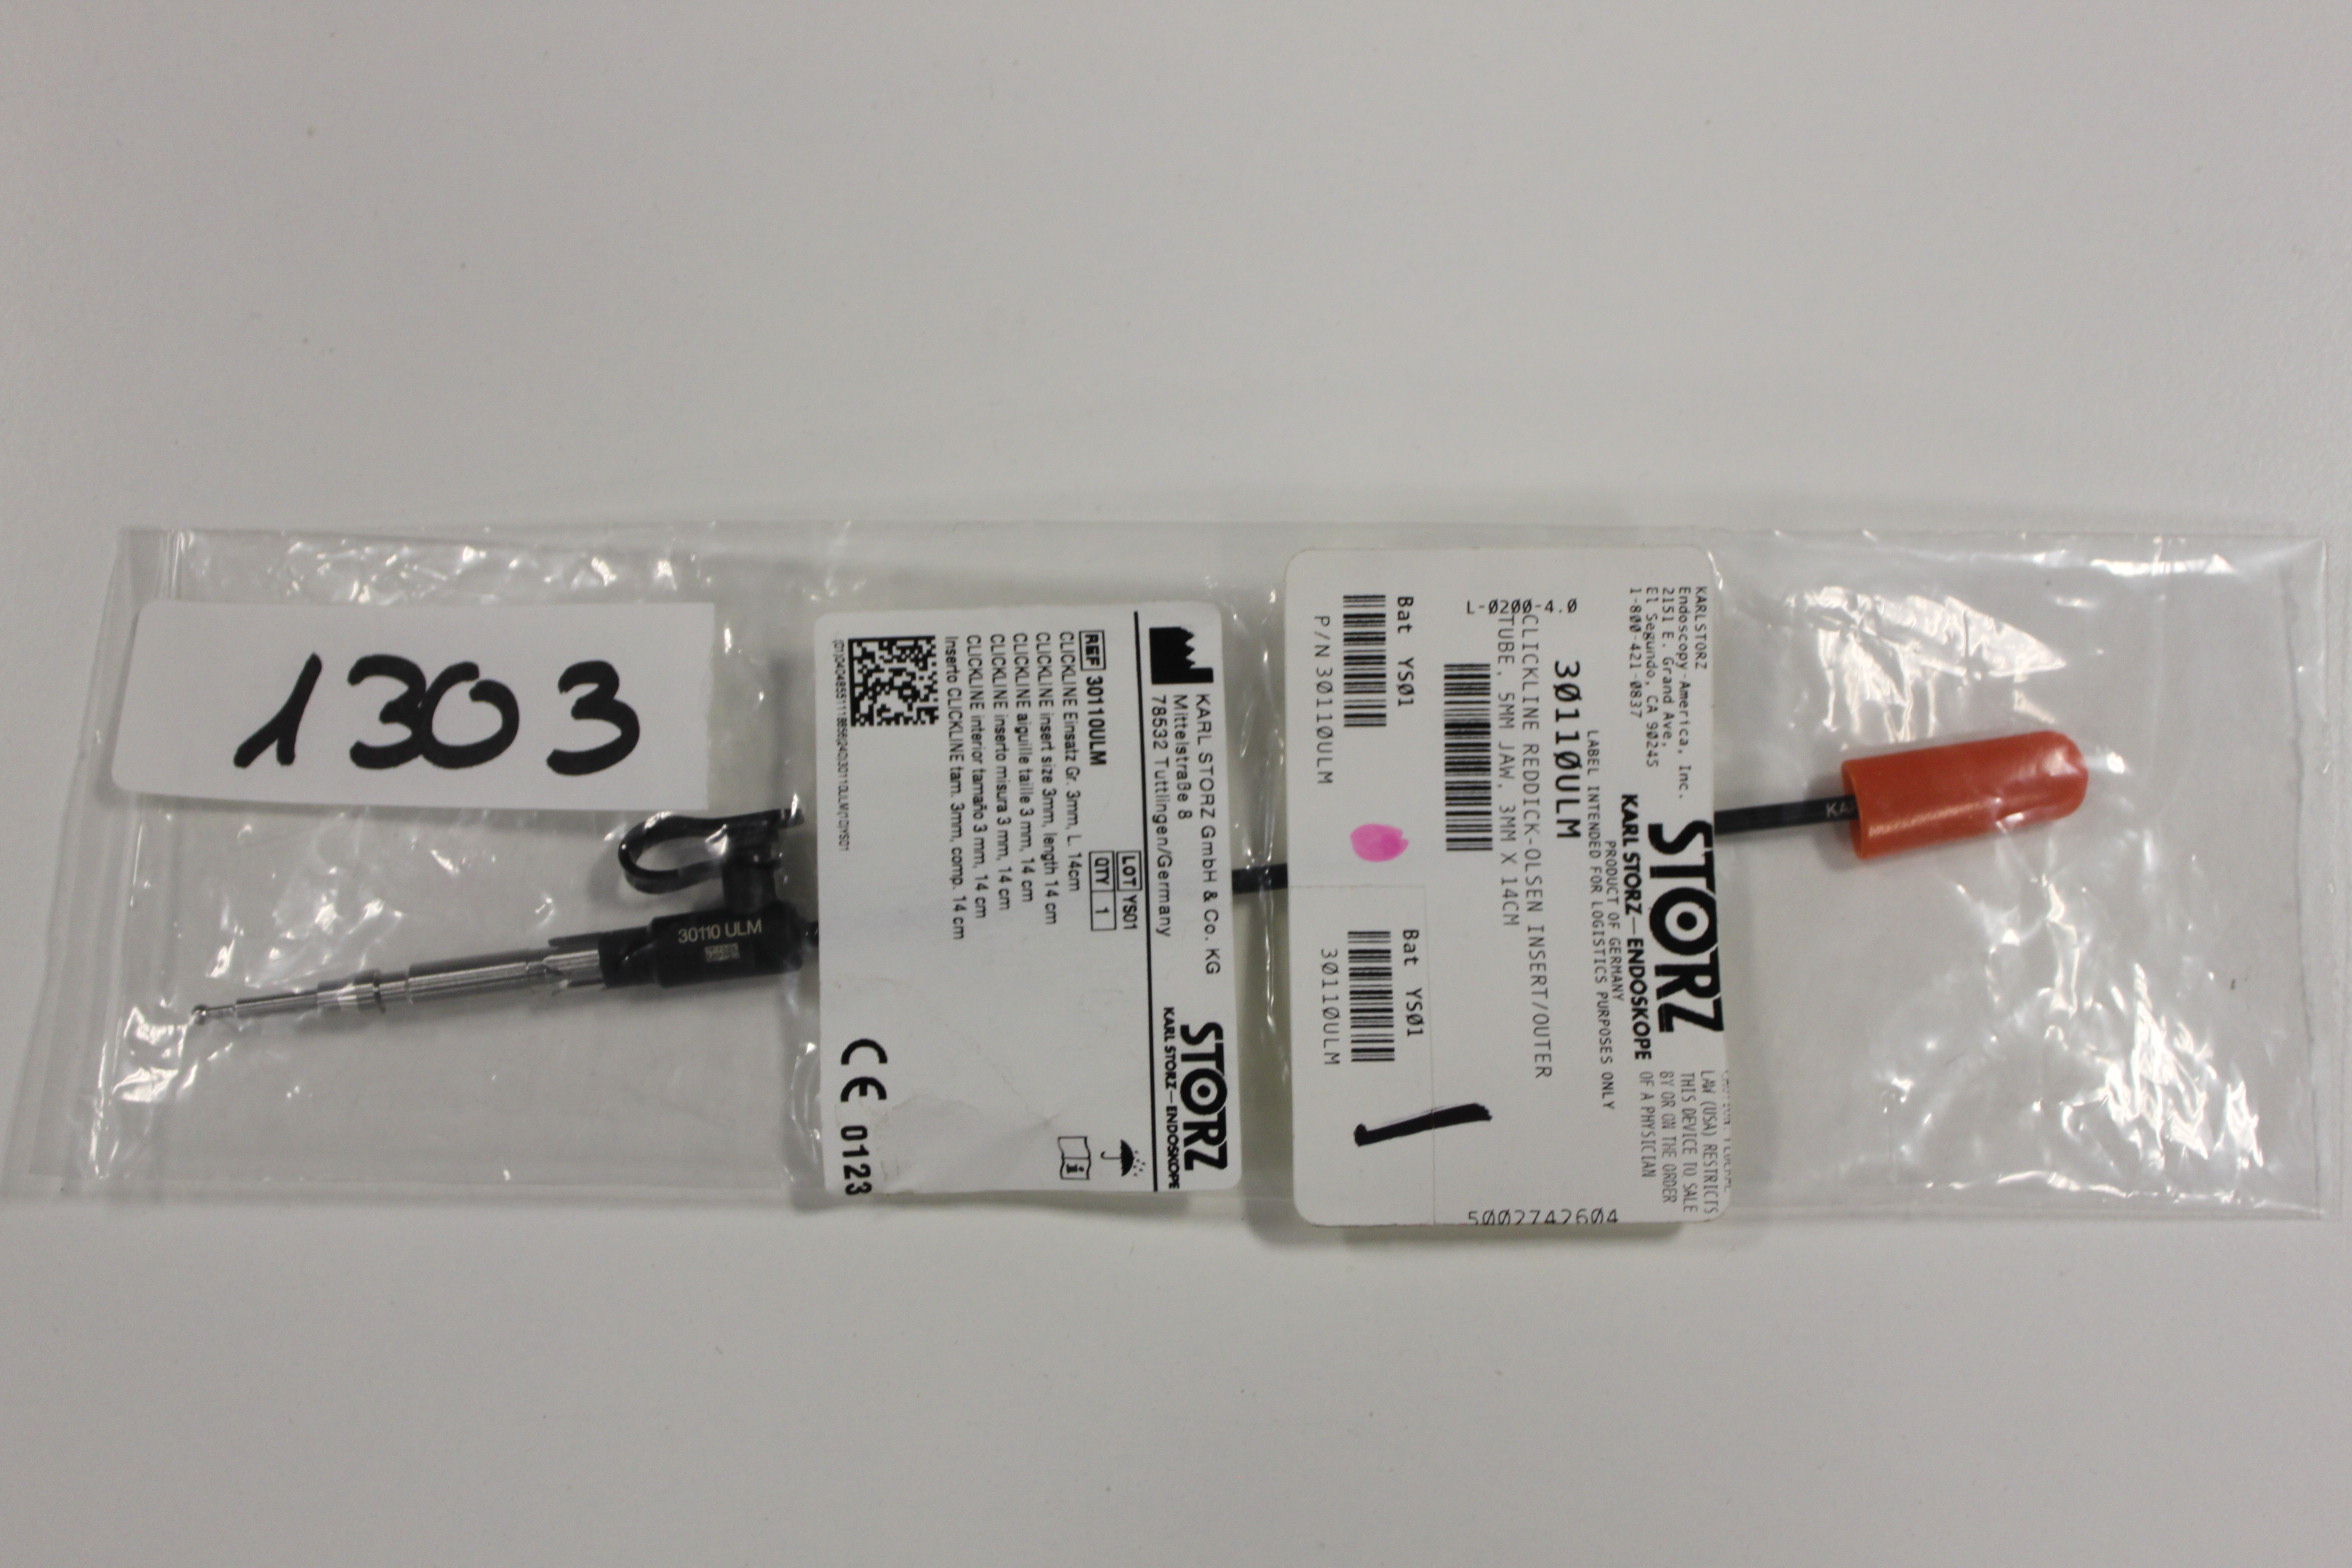 1303
30110 ULM
KARL STORZ GmbH & Co. KG
Mittelstraße 8
78532 Tuttlingen/Germany
STORZ
KARL STORZ—ENDOSKOPE
REF 30110ULM
LOT YS01
QTY 1
CLICKLINE Einsatz Gr. 3mm, L. 14cm
CLICKLINE insert size 3mm, length 14 cm
CLICKLINE aiguille taille 3 mm, 14 cm
CLICKLINE inserto misura 3 mm, 14 cm
CLICKLINE interior tamaño 3 mm, 14 cm
Inserto CLICKLINE tam. 3mm, comp. 14 cm
CE 0123
KARLSTORZ
Endoscopy-America, Inc.
2151 E. Grand Ave.
El Segundo, CA 90245
1-800-421-0837
STORZ
KARL STORZ—ENDOSKOPE
LAW (USA) RESTRICTS
THIS DEVICE TO SALE
BY OR ON THE ORDER
OF A PHYSICIAN
PRODUCT OF GERMANY
LABEL INTENDED FOR LOGISTICS PURPOSES ONLY
30110ULM
L-0200-4.0
CLICKLINE REDDICK-OLSEN INSERT/OUTER
TUBE, 5MM JAW, 3MM X 14CM
Bat YS01
P/N 30110ULM
Bat YS01
30110ULM
5002742604
KA